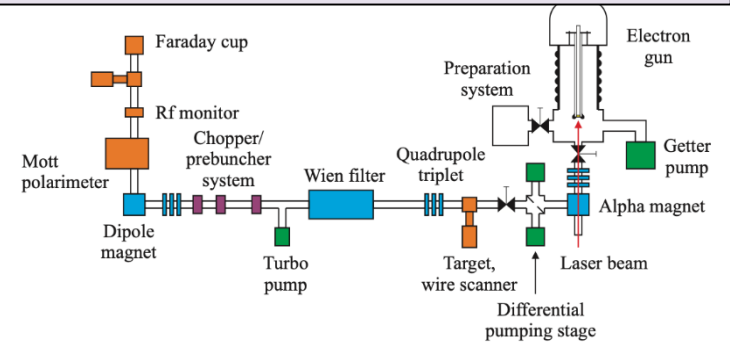 Faraday cup
Electron
gun
Preparation
system
Rf monitor
Chopper/
prebuncher
system
Mott
polarimeter
Wien filter
Quadrupole
triplet
Getter
pump
Alpha magnet
Dipole
magnet
Turbo
pump
Target,
wire scanner
Laser beam
Differential
pumping stage